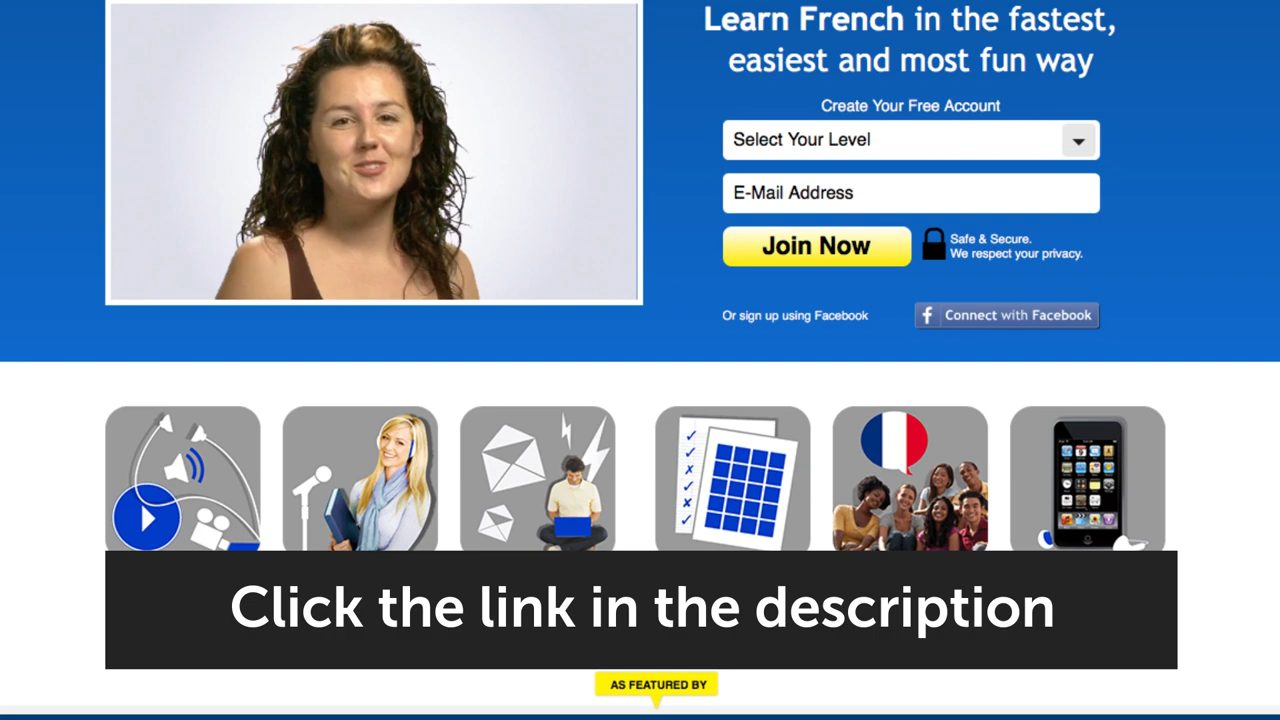 Learn French in the fastest,
easiest and most fun way
Create Your Free Account
Select Your Level
E-Mail Address
Join Now
Safe & Secure.
We respect your privacy.
Or sign up using Facebook
f Connect with Facebook
Click the link in the description
AS FEATURED BY